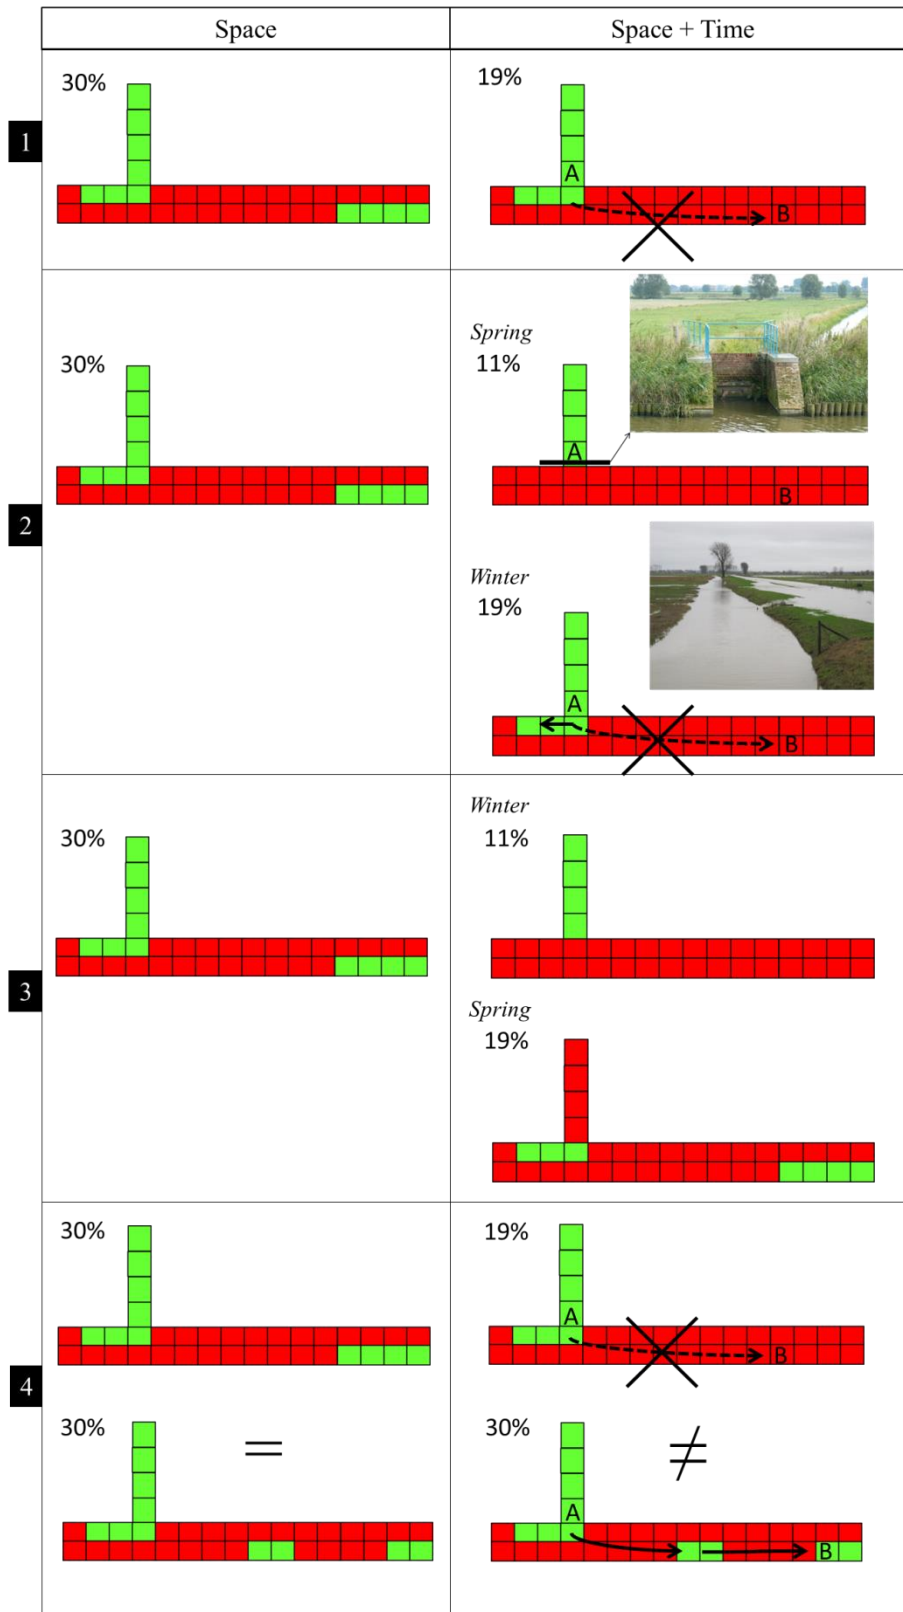 Space
Space + Time
1
30%
19%
A
B
2
30%
Spring
11%
A
B
Winter
19%
A
B
3
30%
Winter
11%
Spring
19%
4
30%
19%
A
B
30%
=
30%
≠
A
B